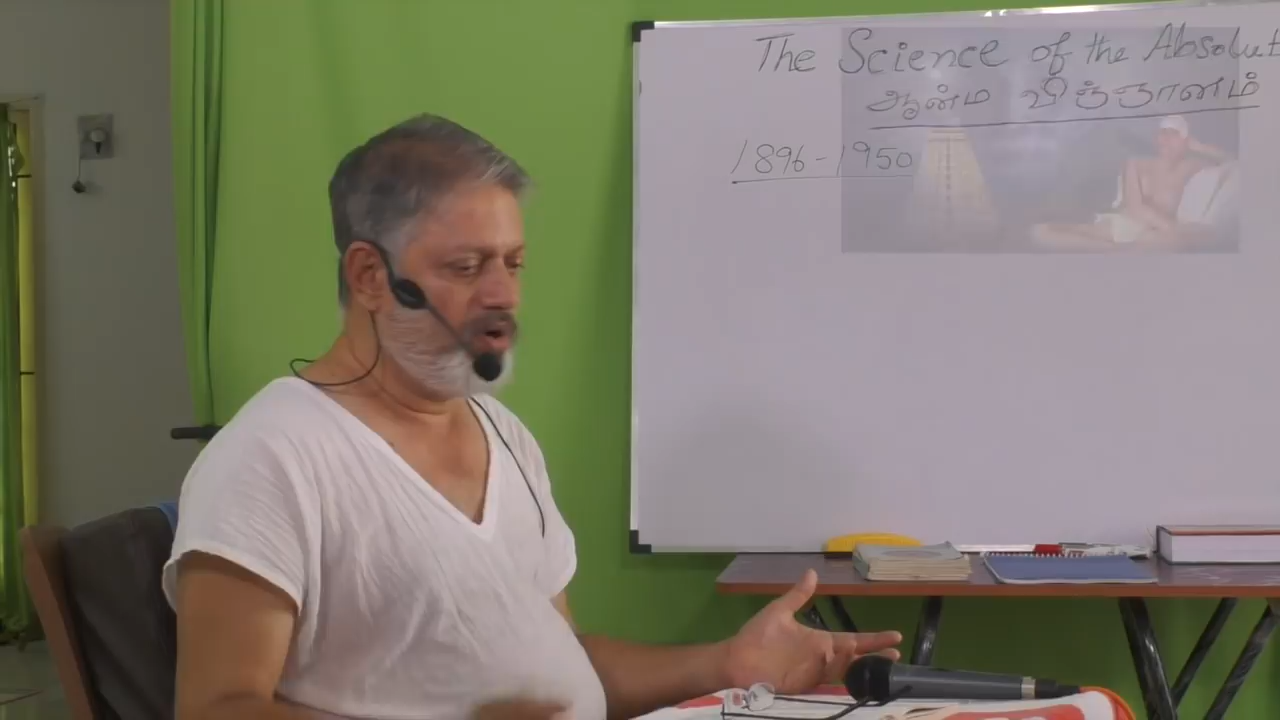 The Science of the Absolut
ஆன்ம விஞ்ஞானம்
1896-1950